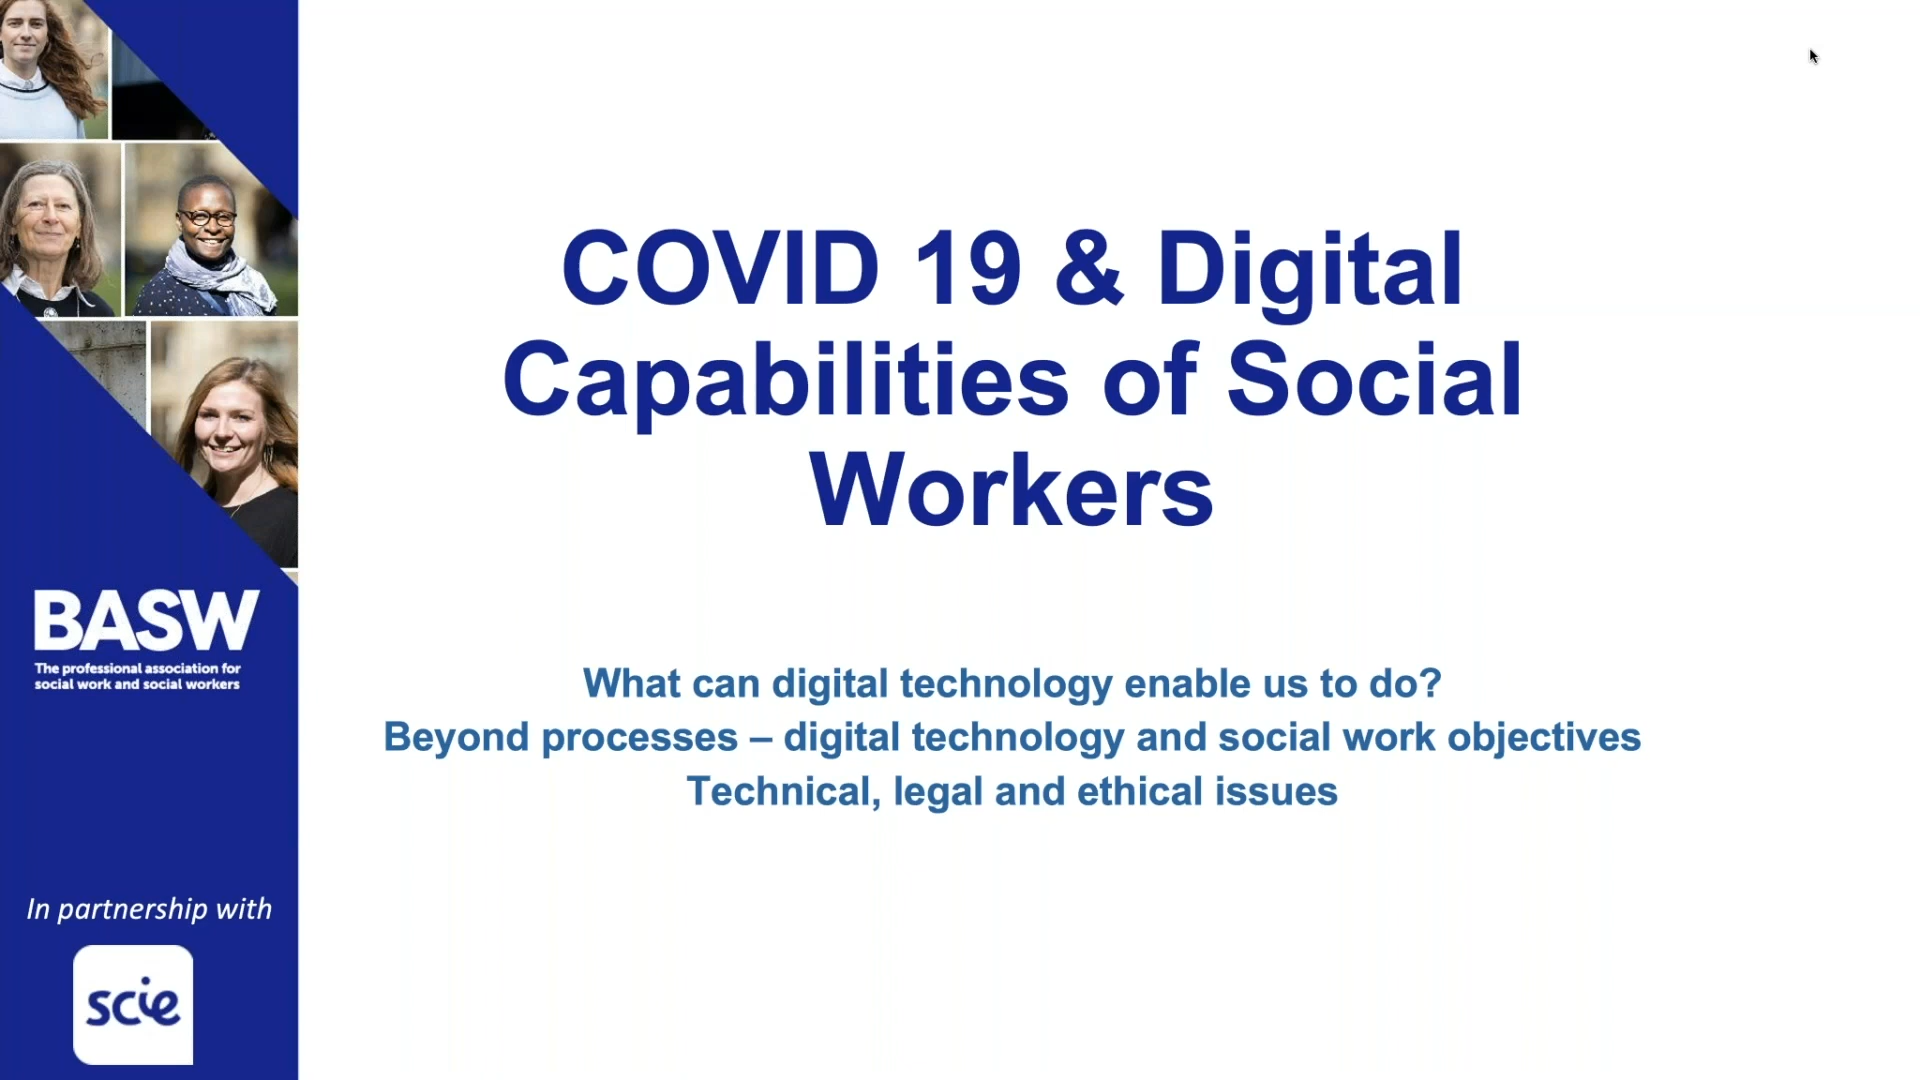 COVID 19 & Digital
Capabilities of Social
Workers
What can digital technology enable us to do?
Beyond processes – digital technology and social work objectives
Technical, legal and ethical issues
BASW
The professional association for
social work and social workers
In partnership with
scie